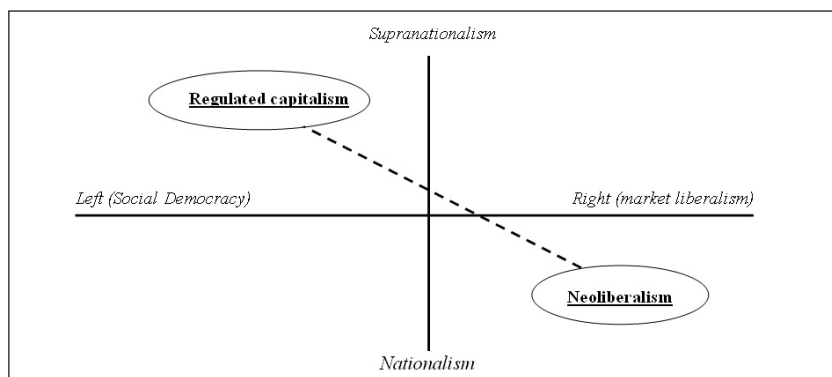 Supranationalism
Regulated capitalism
Left (Social Democracy)
Right (market liberalism)
Neoliberalism
Nationalism